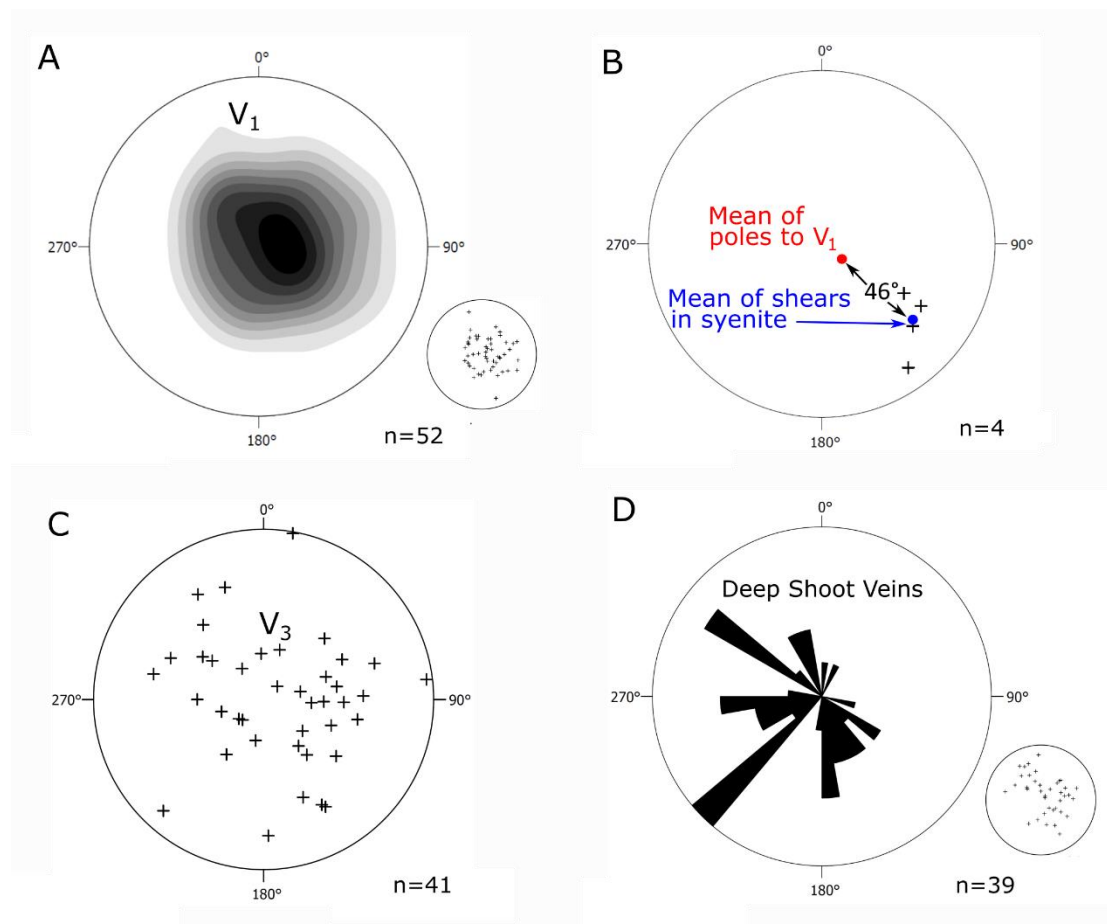 A
0°
V₁
270°
90°
180°
n=52
B
0°
Mean of
poles to V₁
270°
90°
46°
Mean of shears
in syenite
180°
n=4
C
0°
V₃
270°
90°
180°
n=41
D
0°
Deep Shoot Veins
270°
90°
180°
n=39